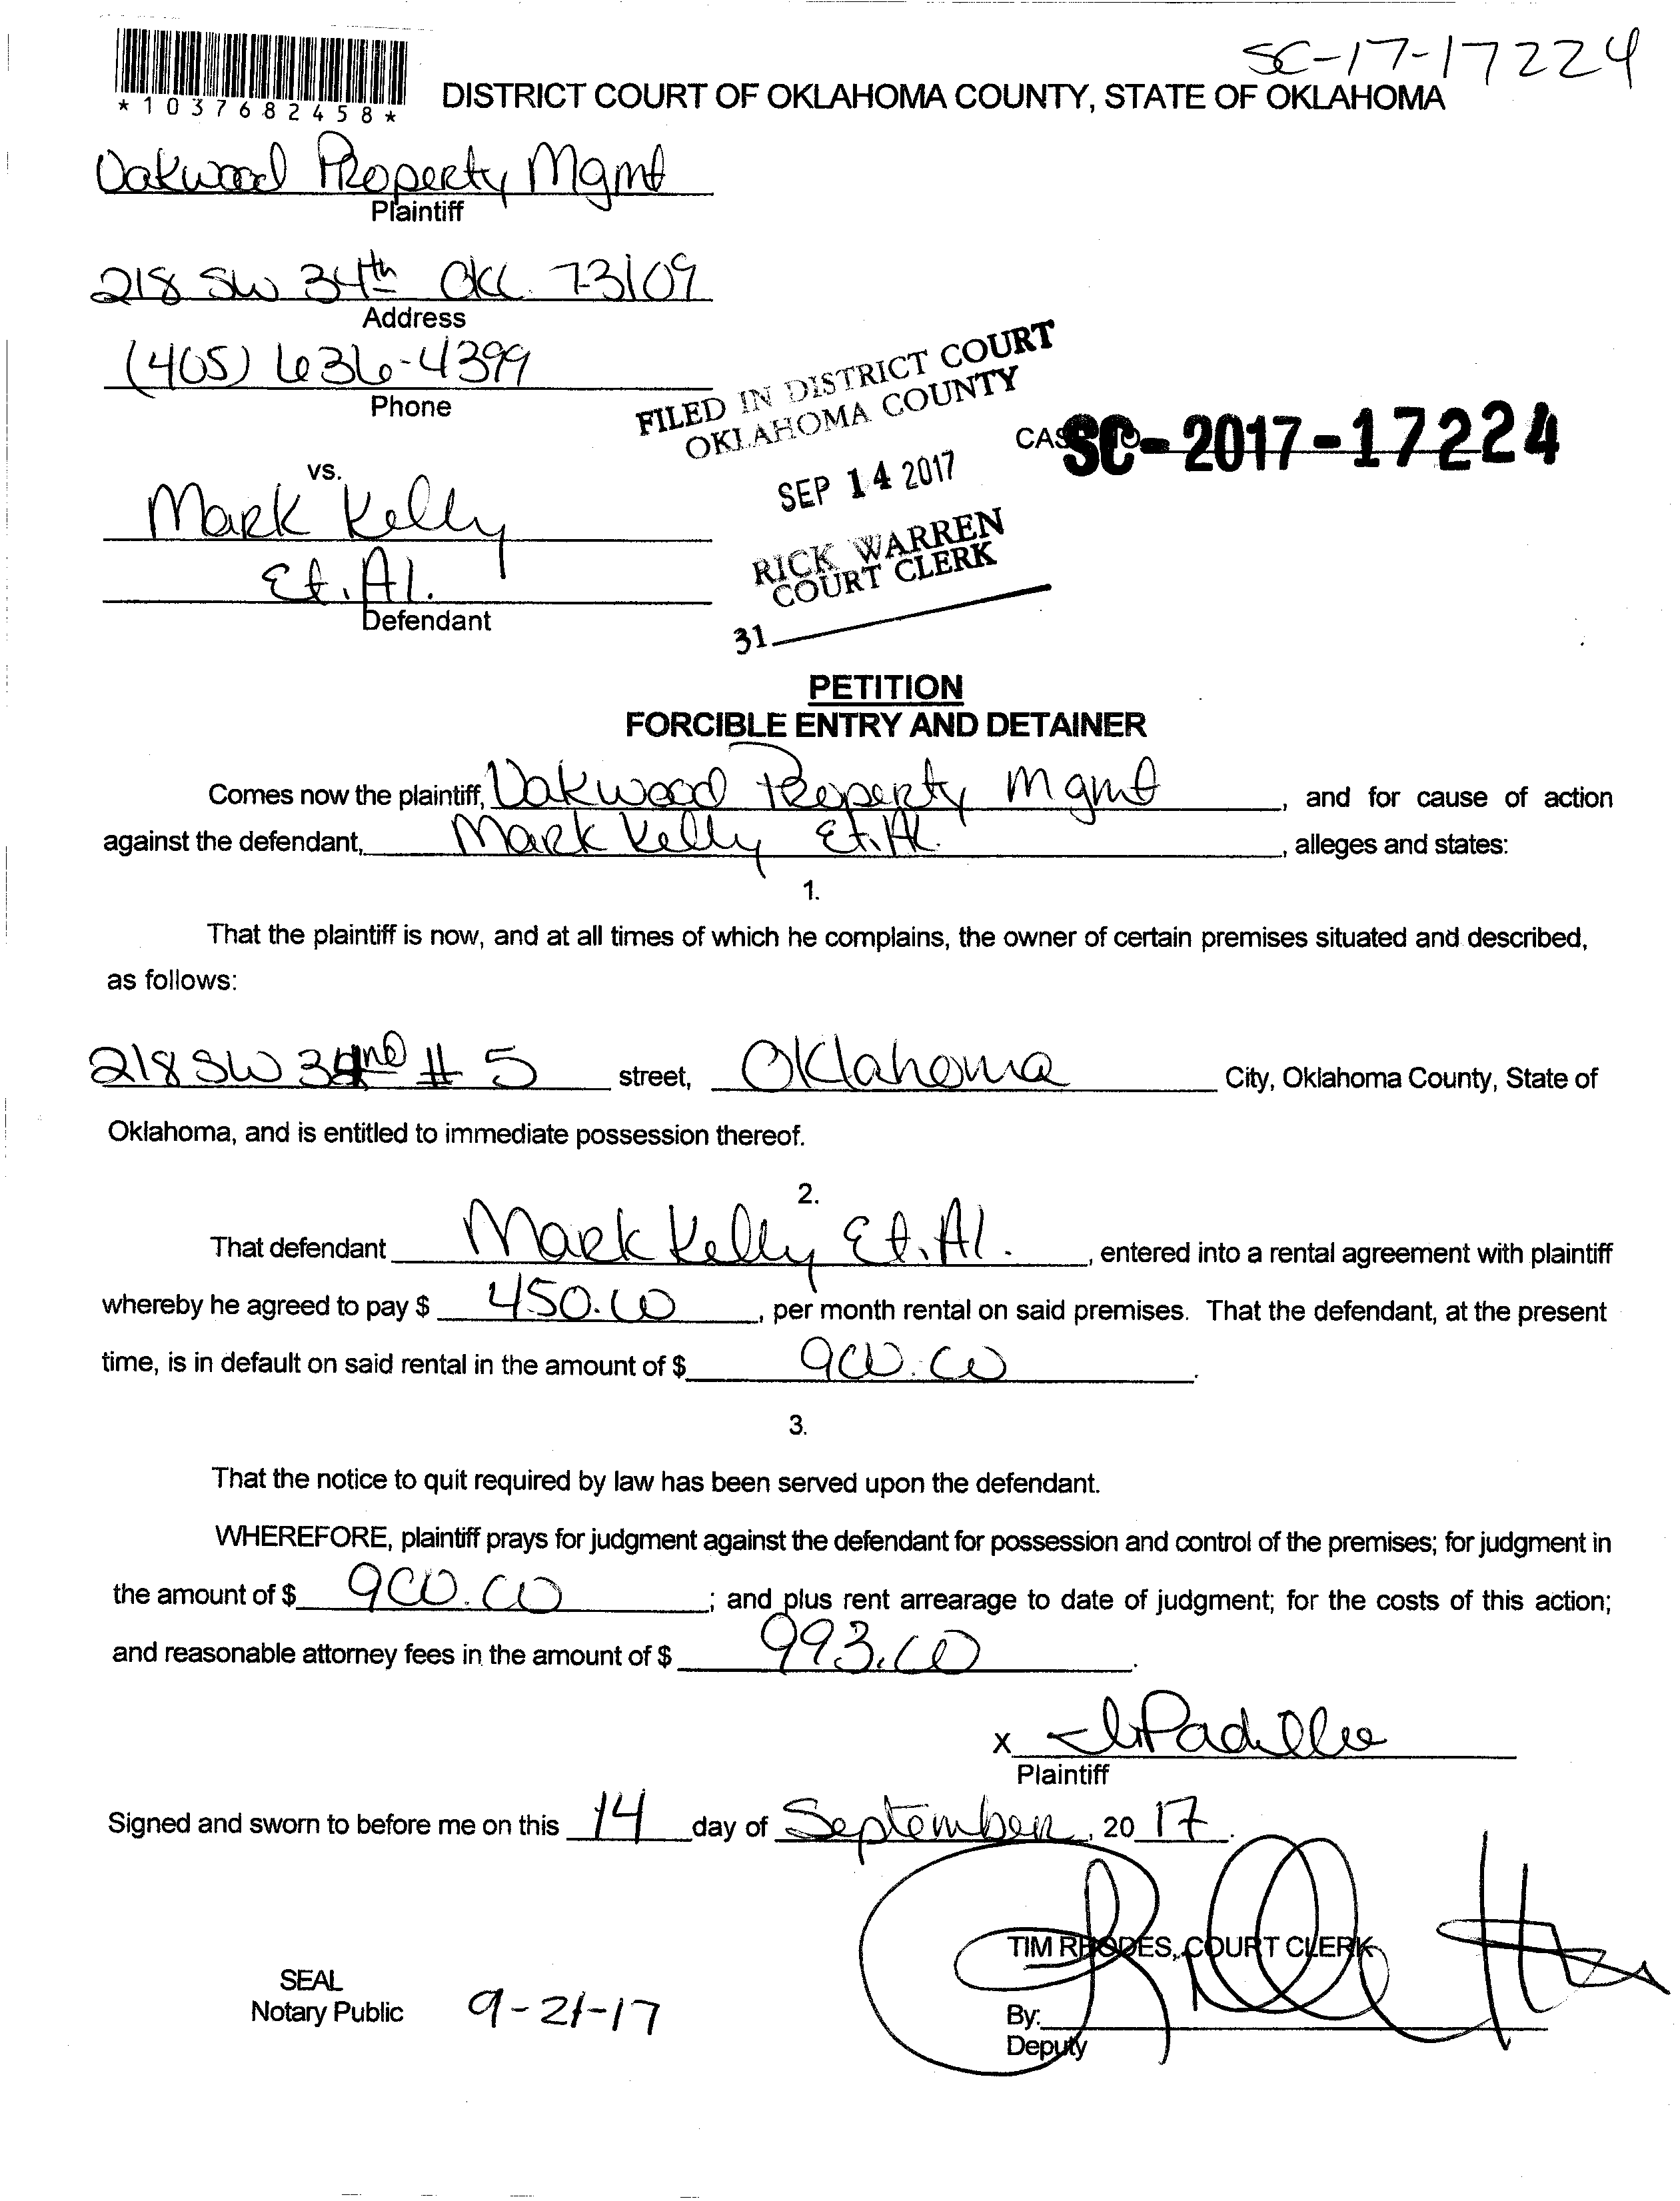 SC-17-17224
*1037682458*
DISTRICT COURT OF OKLAHOMA COUNTY, STATE OF OKLAHOMA
Oakwood Property Mgmt
Plaintiff
218 SW 34th OKC. 73109
Address
(405) 636-4399
Phone
FILED IN DISTRICT COURT
OKLAHOMA COUNTY
SEP 14 2017
RICK WARREN
COURT CLERK
31
SC-2017-17224
vs.
Mark Kelly
Et. Al.
Defendant
PETITION
FORCIBLE ENTRY AND DETAINER
Comes now the plaintiff, Oakwood Property Mgmt, and for cause of action
against the defendant, Mark Kelly Et. Al., alleges and states:
1.
That the plaintiff is now, and at all times of which he complains, the owner of certain premises situated and described,
as follows:
218 SW # 5 street, Oklahoma City, Oklahoma County, State of
Oklahoma, and is entitled to immediate possession thereof.
2.
That defendant Mark Kelly Et. Al., entered into a rental agreement with plaintiff
whereby he agreed to pay $ 450.00, per month rental on said premises. That the defendant, at the present
time, is in default on said rental in the amount of $ 900.00.
3.
That the notice to quit required by law has been served upon the defendant.
WHEREFORE, plaintiff prays for judgment against the defendant for possession and control of the premises; for judgment in
the amount of $ 900.00; and plus rent arrearage to date of judgment; for the costs of this action;
and reasonable attorney fees in the amount of $ 993.00.
X Padilla
Plaintiff
Signed and sworn to before me on this 14 day of September, 20 17.
TIM RHODES, COURT CLERK
SEAL
Notary Public 9-21-17
By:
Deputy